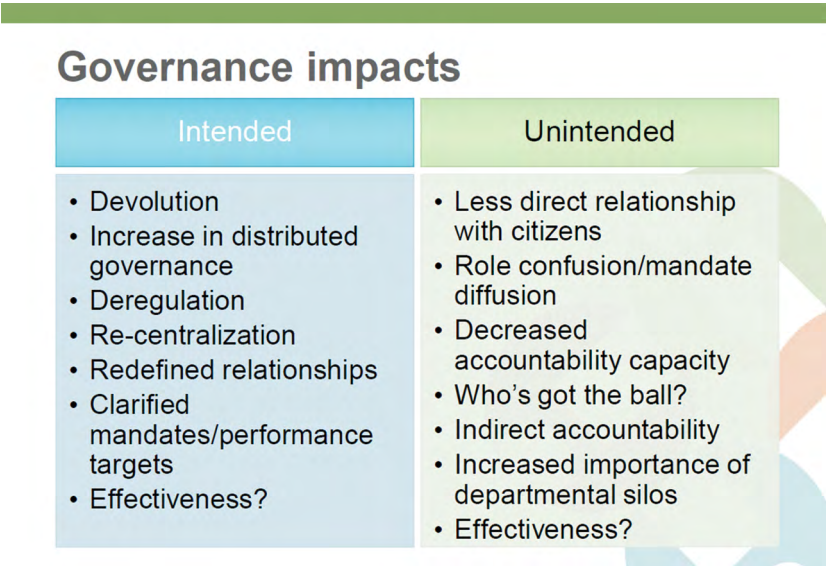 Governance impacts
Intended
• Devolution
• Increase in distributed
governance
• Deregulation
• Re-centralization
• Redefined relationships
• Clarified
mandates/performance
targets
• Effectiveness?
Unintended
• Less direct relationship
with citizens
• Role confusion/mandate
diffusion
• Decreased
accountability capacity
• Who’s got the ball?
• Indirect accountability
• Increased importance of
departmental silos
• Effectiveness?